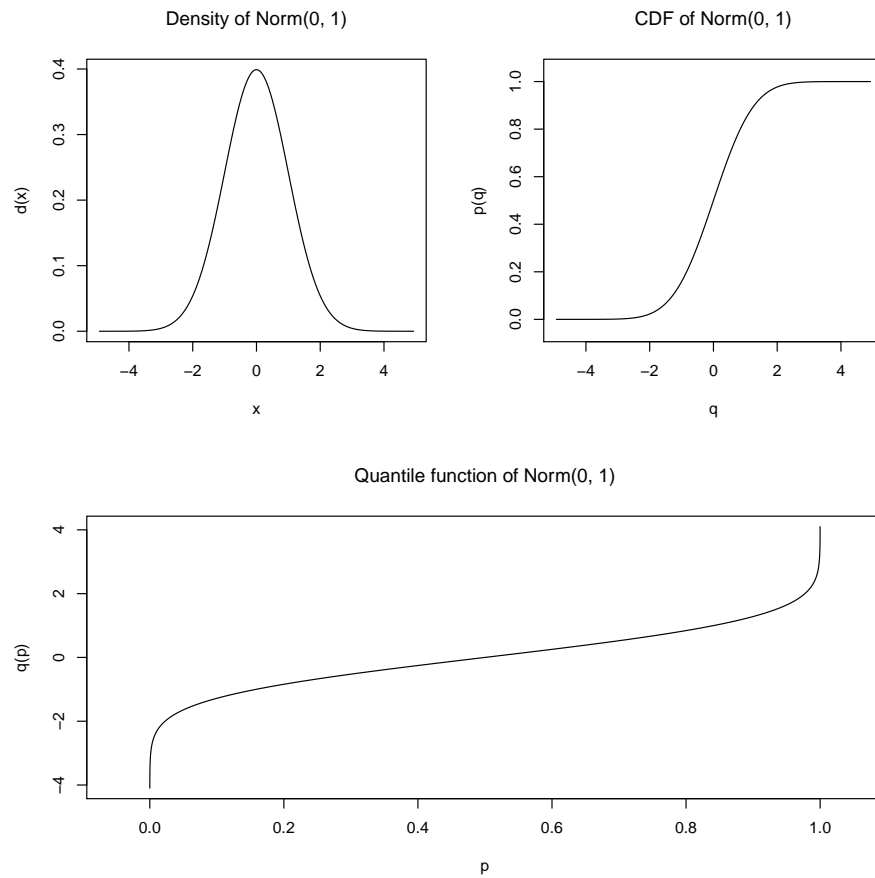 Density of Norm(0, 1)
d(x)
0.4
0.3
0.2
0.1
0.0
−4 −2 0 2 4
x
CDF of Norm(0, 1)
p(q)
1.0
0.8
0.6
0.4
0.2
0.0
−4 −2 0 2 4
q
Quantile function of Norm(0, 1)
q(p)
4
2
0
−2
−4
0.0 0.2 0.4 0.6 0.8 1.0
p